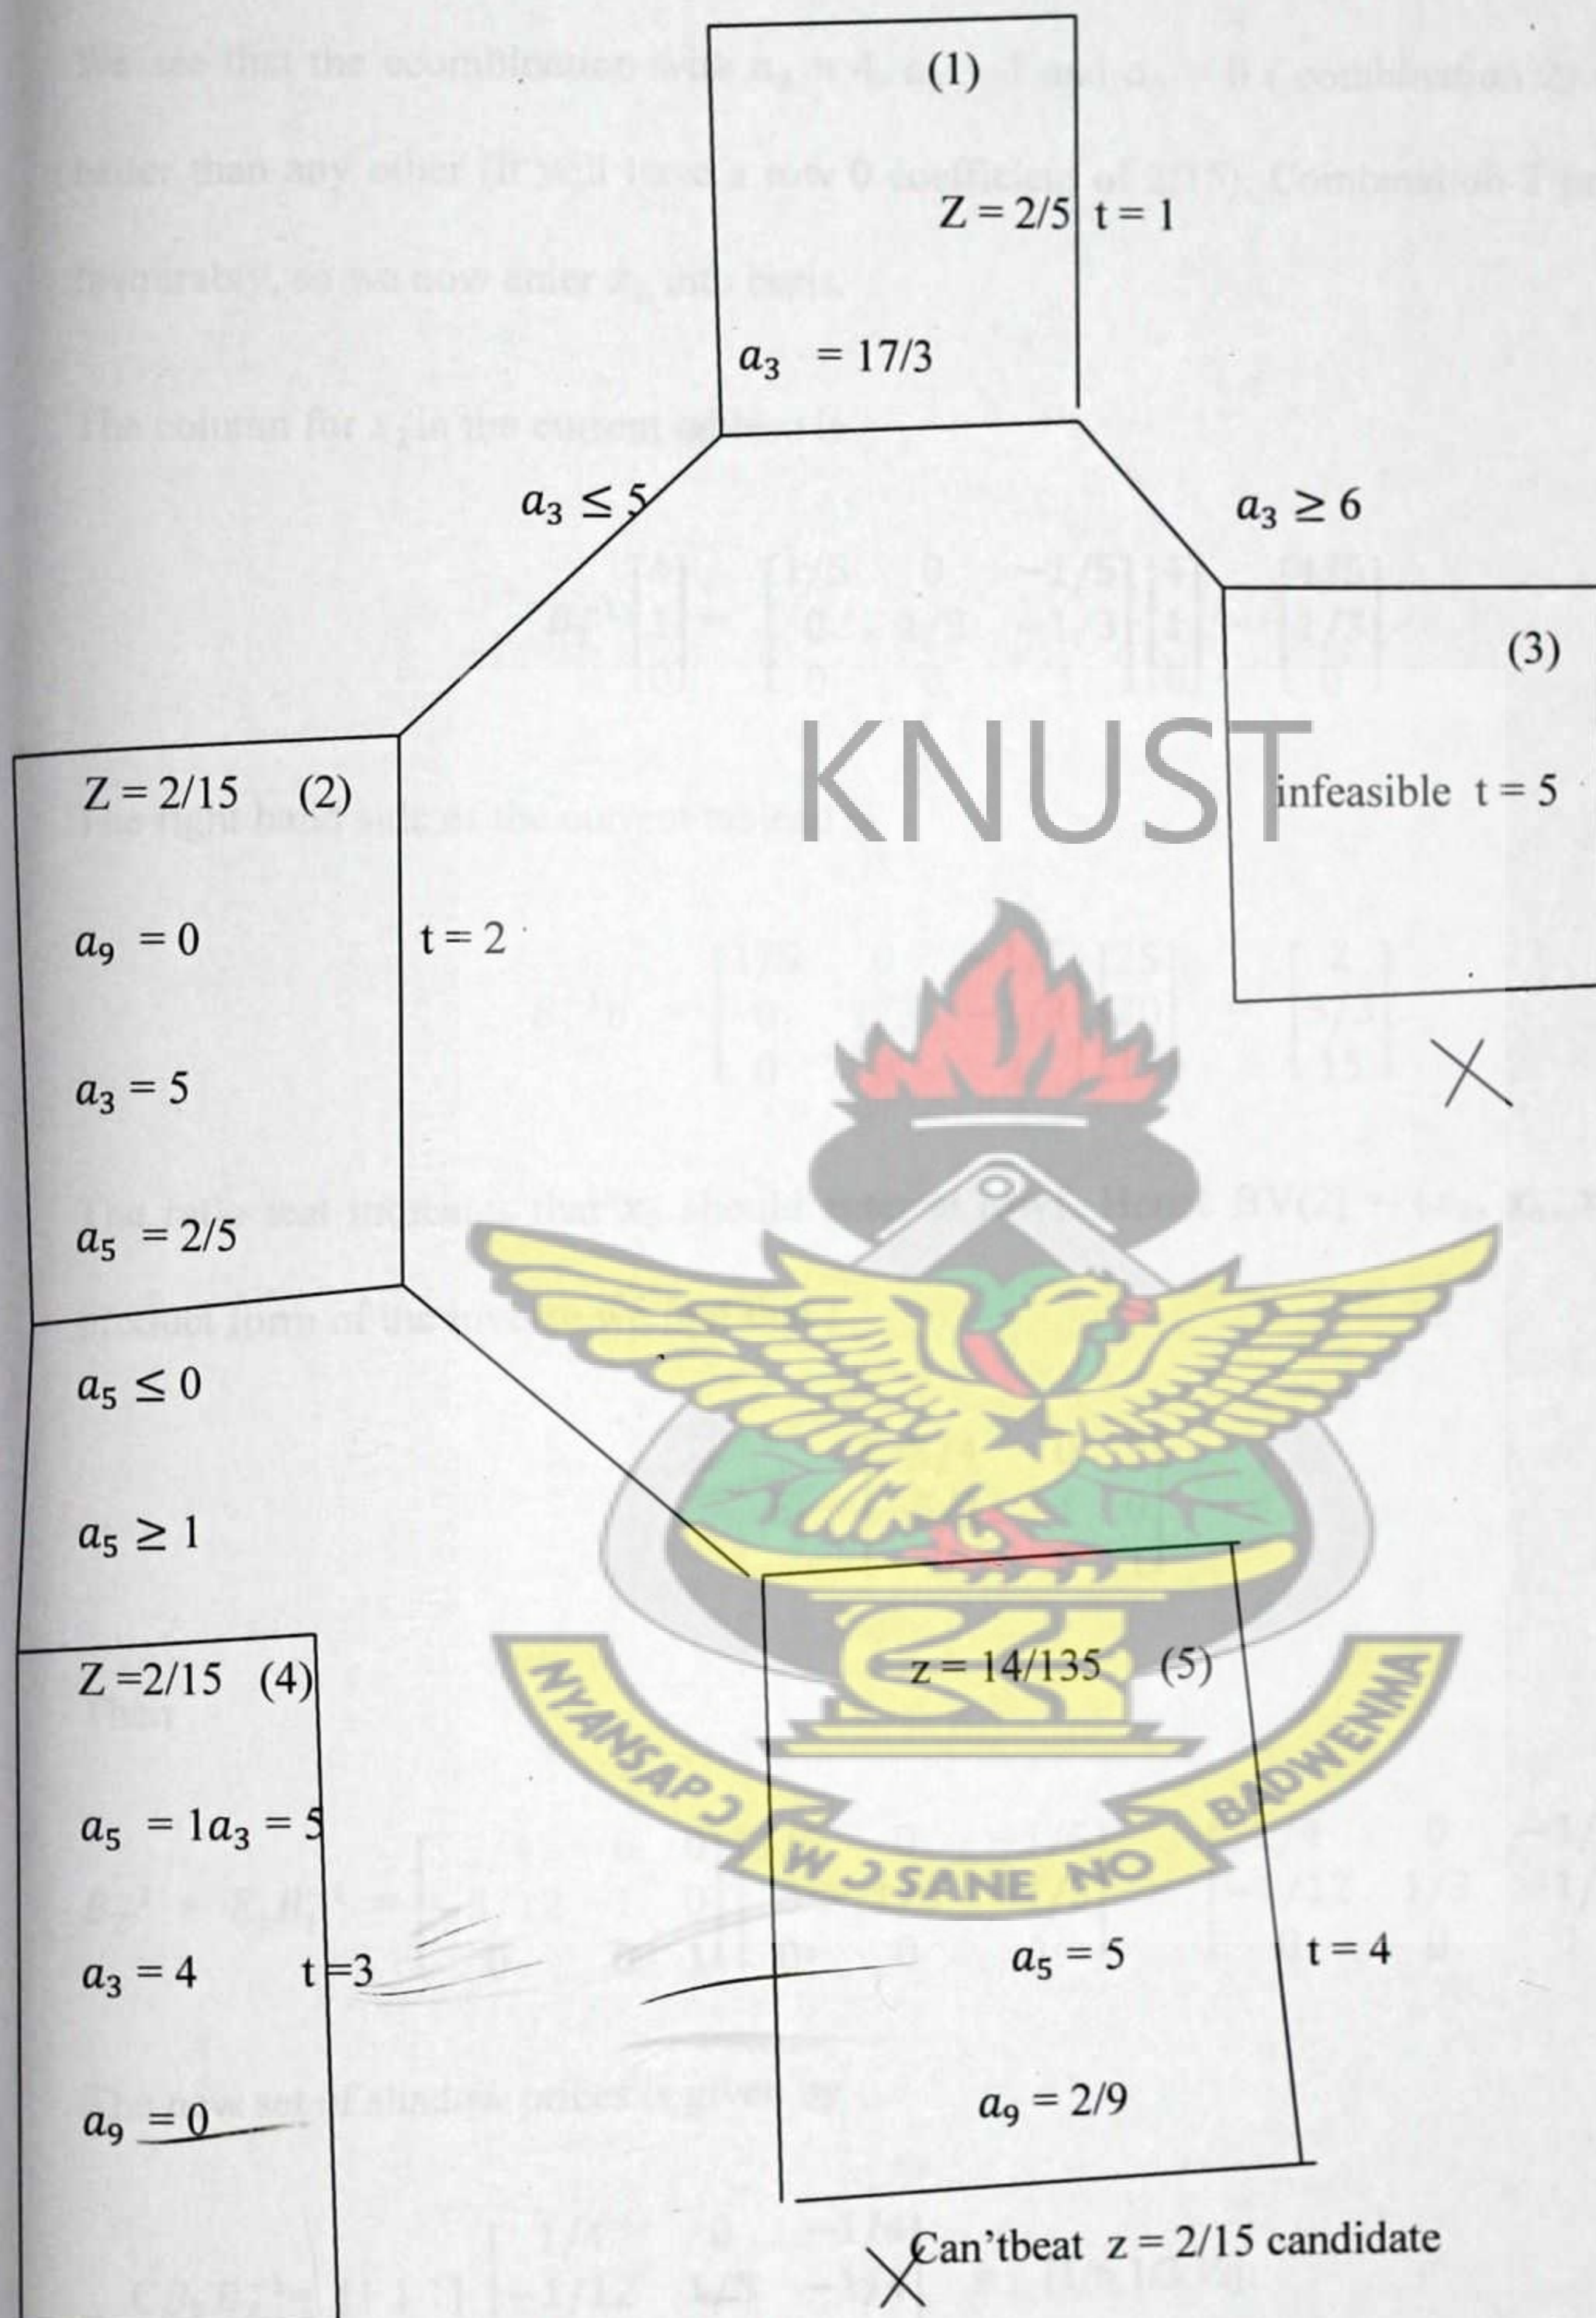 (1)
Z = 2/5 t = 1
a₃ = 17/3
a₃ ≤ 5
a₃ ≥ 6
(3)
KNUST
infeasible t = 5
Z = 2/15 (2)
a₉ = 0
t = 2
a₃ = 5
a₅ = 2/5
a₅ ≤ 0
a₅ ≥ 1
Z =2/15 (4)
z = 14/135 (5)
NYANSAPƆ
WƆSANE NO
BADWENMA
a₅ = 1a₃ = 5
a₃ = 4 t =3
a₅ = 5
t = 4
a₉ = 0
a₉ = 2/9
Can'tbeat z = 2/15 candidate